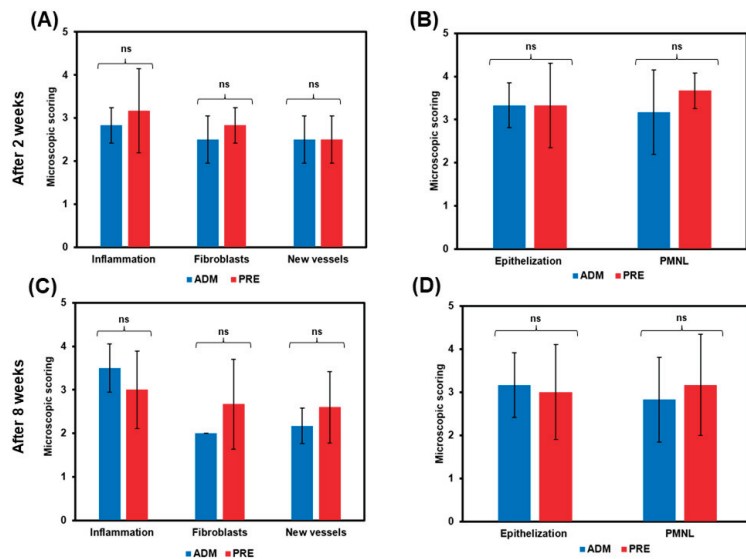 After 2 weeks
(A)
Microscopic scoring
5
4
3
2
1
0
ns
ns
ns
Inflammation
Fibroblasts
New vessels
ADM
PRE
(B)
Microscopic scoring
5
4
3
2
1
0
ns
ns
Epithelization
PMNL
ADM
PRE
After 8 weeks
(C)
Microscopic scoring
5
4
3
2
1
0
ns
ns
ns
Inflammation
Fibroblasts
New vessels
ADM
PRE
(D)
Microscopic scoring
5
4
3
2
1
0
ns
ns
Epithelization
PMNL
ADM
PRE